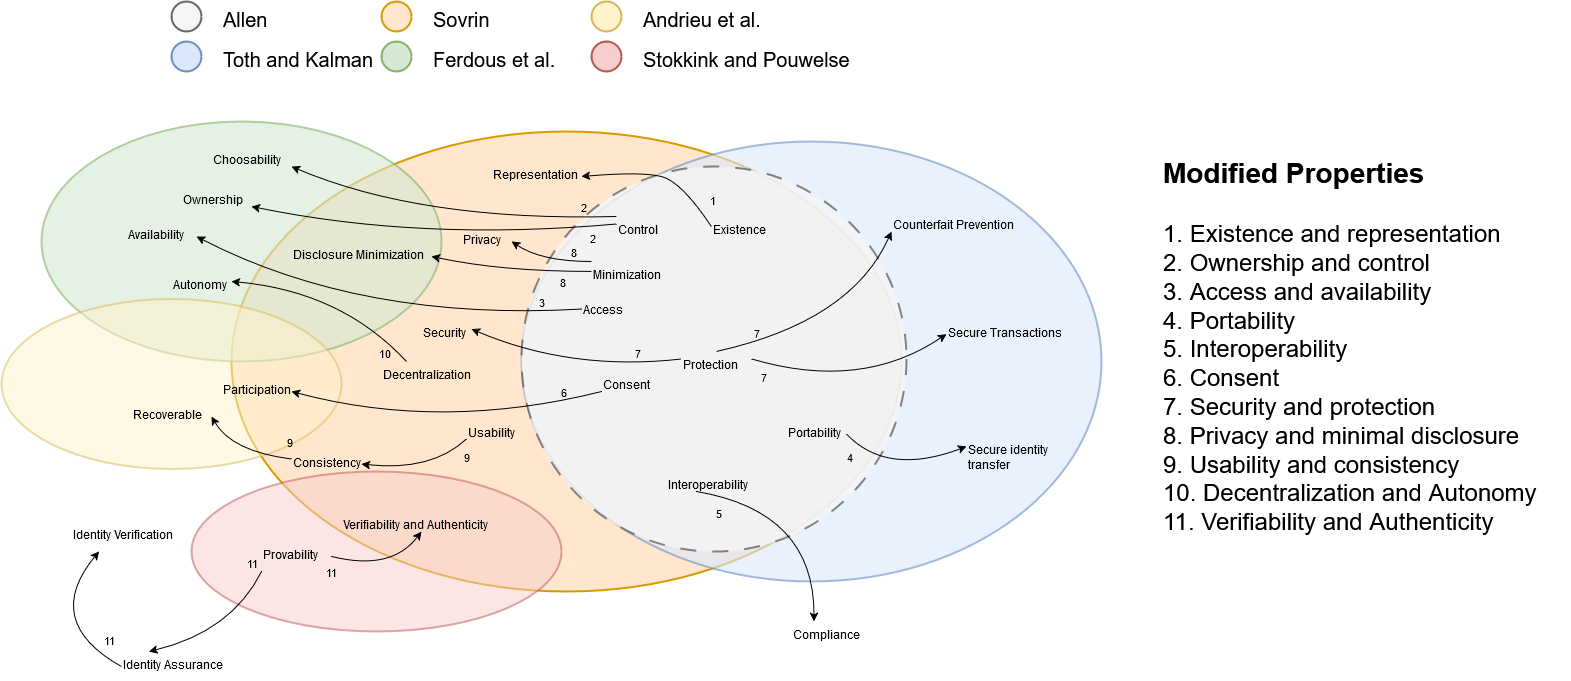 Allen
Sovrin
Andrieu et al.
Toth and Kalman
Ferdous et al.
Stokkink and Pouwelse
Choosability
Representation
Ownership
2
1
Control
Existence
Counterfait Prevention
Availability
Privacy
2
Disclosure Minimization
8
Minimization
Autonomy
8
3
Access
Security
7
Secure Transactions
10
7
Protection
Decentralization
7
Participation
6
Consent
Recoverable
9
Usability
Portability
Consistency
9
4
Secure identity
transfer
Interoperability
5
Identity Verification
Verifiability and Authenticity
Provability
11
11
Compliance
11
Identity Assurance
Modified Properties
1. Existence and representation
2. Ownership and control
3. Access and availability
4. Portability
5. Interoperability
6. Consent
7. Security and protection
8. Privacy and minimal disclosure
9. Usability and consistency
10. Decentralization and Autonomy
11. Verifiability and Authenticity